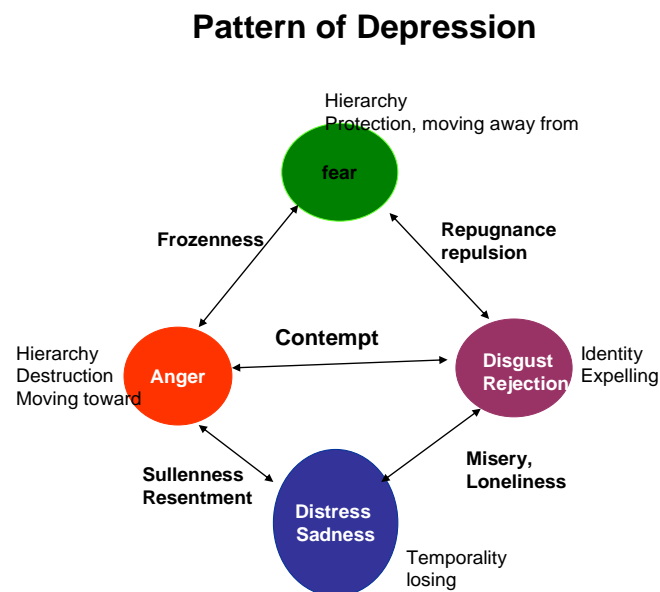 Pattern of Depression
Hierarchy
Protection, moving away from
fear
Frozenness
Repugnance
repulsion
Contempt
Hierarchy
Destruction
Moving toward
Anger
Disgust
Rejection
Identity
Expelling
Sullenness
Resentment
Misery,
Loneliness
Distress
Sadness
Temporality
losing